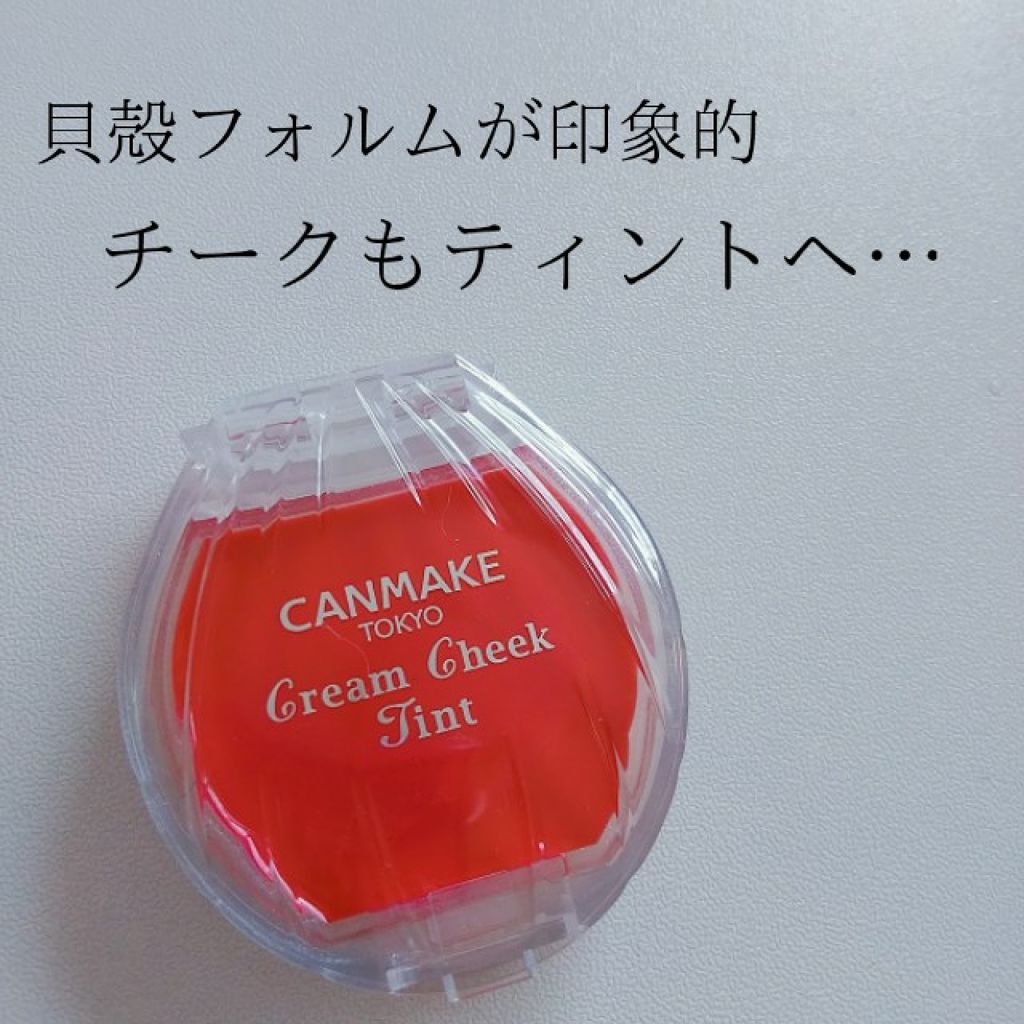 貝殻フォルムが印象的
チークもティントへ…
CANMAKE
TOKYO
Cream Cheek
Tint